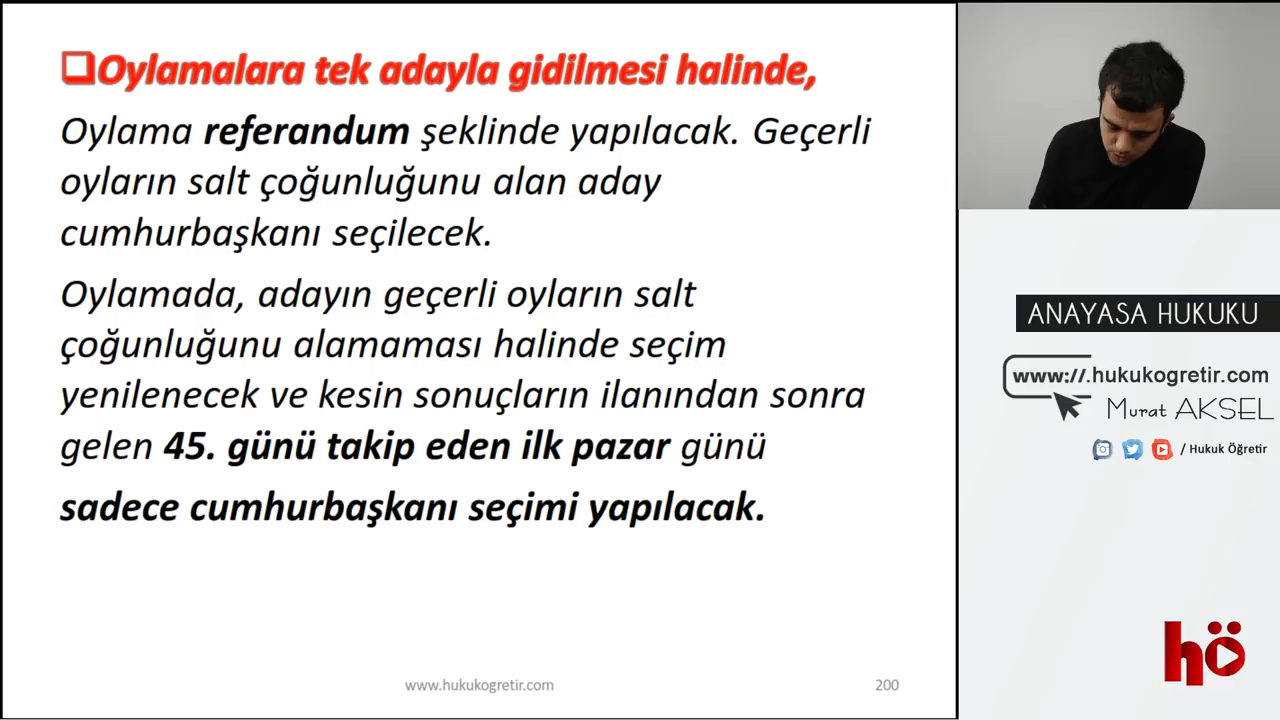 Oylamalara tek adayla gidilmesi halinde,
Oylama referandum şeklinde yapılacak. Geçerli
oyların salt çoğunluğunu alan aday
cumhurbaşkanı seçilecek.
Oylamada, adayın geçerli oyların salt
çoğunluğunu alamaması halinde seçim
yenilenecek ve kesin sonuçların ilanından sonra
gelen 45. günü takip eden ilk pazar günü
sadece cumhurbaşkanı seçimi yapılacak.
www.hukukogretir.com
200
ANAYASA HUKUKU
www://.hukukogretir.com
Murat AKSEL
/ Hukuk Öğretir
hö